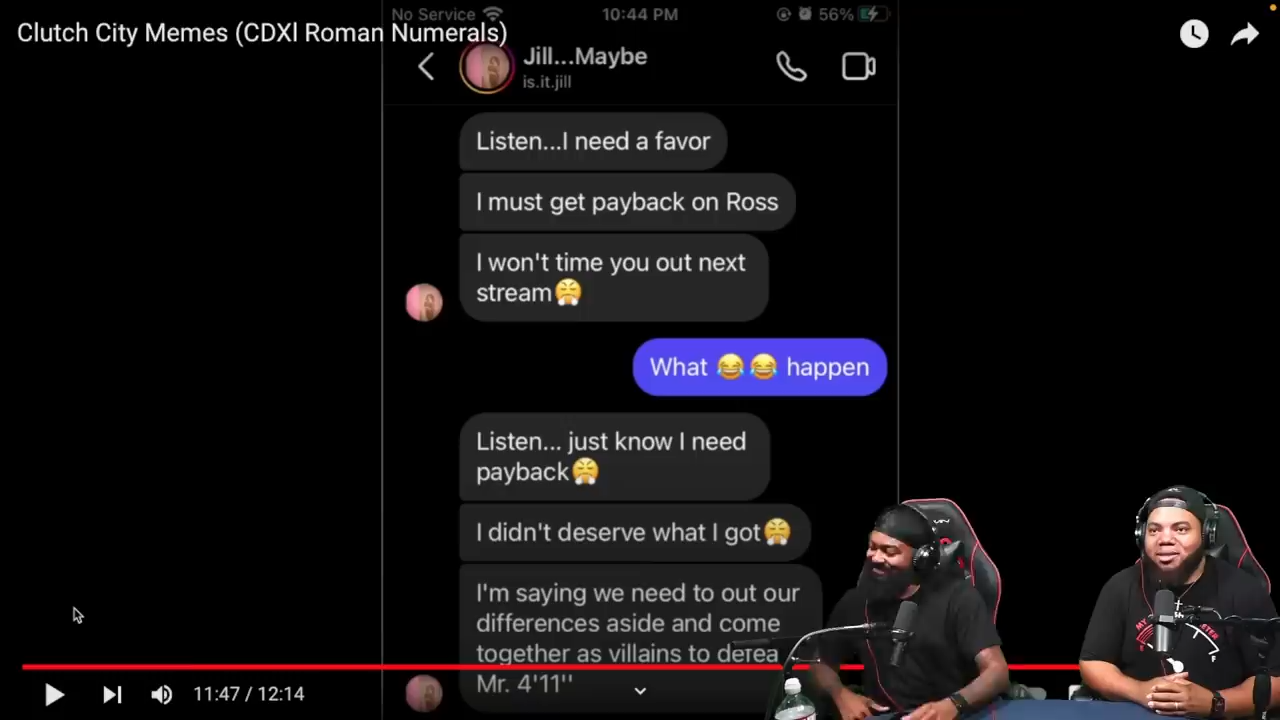 No Service
10:44 PM
56%
Clutch City Memes (CDXl Roman Numerals)
Jill...Maybe
is.it.jill
Listen...I need a favor
I must get payback on Ross
I won't time you out next
stream😤
What 😂😂 happen
Listen... just know I need
payback😤
I didn't deserve what I got😤
I'm saying we need to out our
differences aside and come
together as villains to defea
Mr. 4'11''
11:47 / 12:14